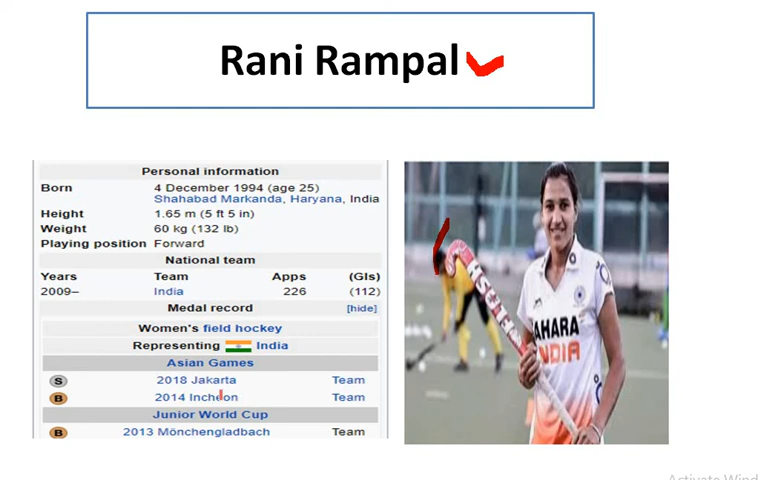 Rani Rampal
Personal information
Born 4 December 1994 (age 25)
Shahabad Markanda, Haryana, India
Height 1.65 m (5 ft 5 in)
Weight 60 kg (132 lb)
Playing position Forward
National team
Years Team Apps (Gls)
2009– India 226 (112)
Medal record [hide]
Women's field hockey
Representing India
Asian Games
S 2018 Jakarta Team
B 2014 Incheon Team
Junior World Cup
B 2013 Mönchengladbach Team
SAHARA
INDIA